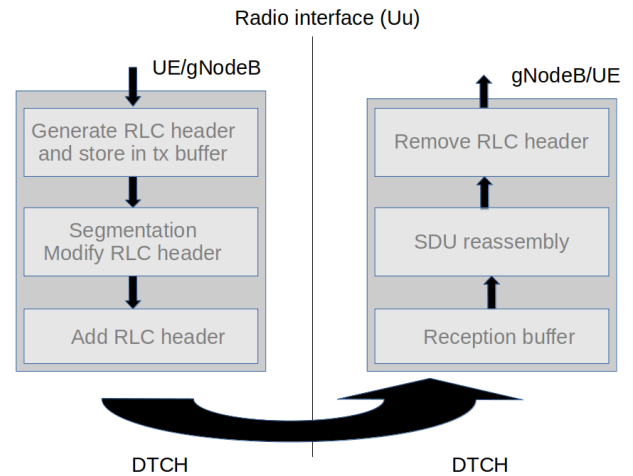 Radio interface (Uu)
UE/gNodeB
Generate RLC header
and store in tx buffer
Segmentation
Modify RLC header
Add RLC header
DTCH
gNodeB/UE
Remove RLC header
SDU reassembly
Reception buffer
DTCH